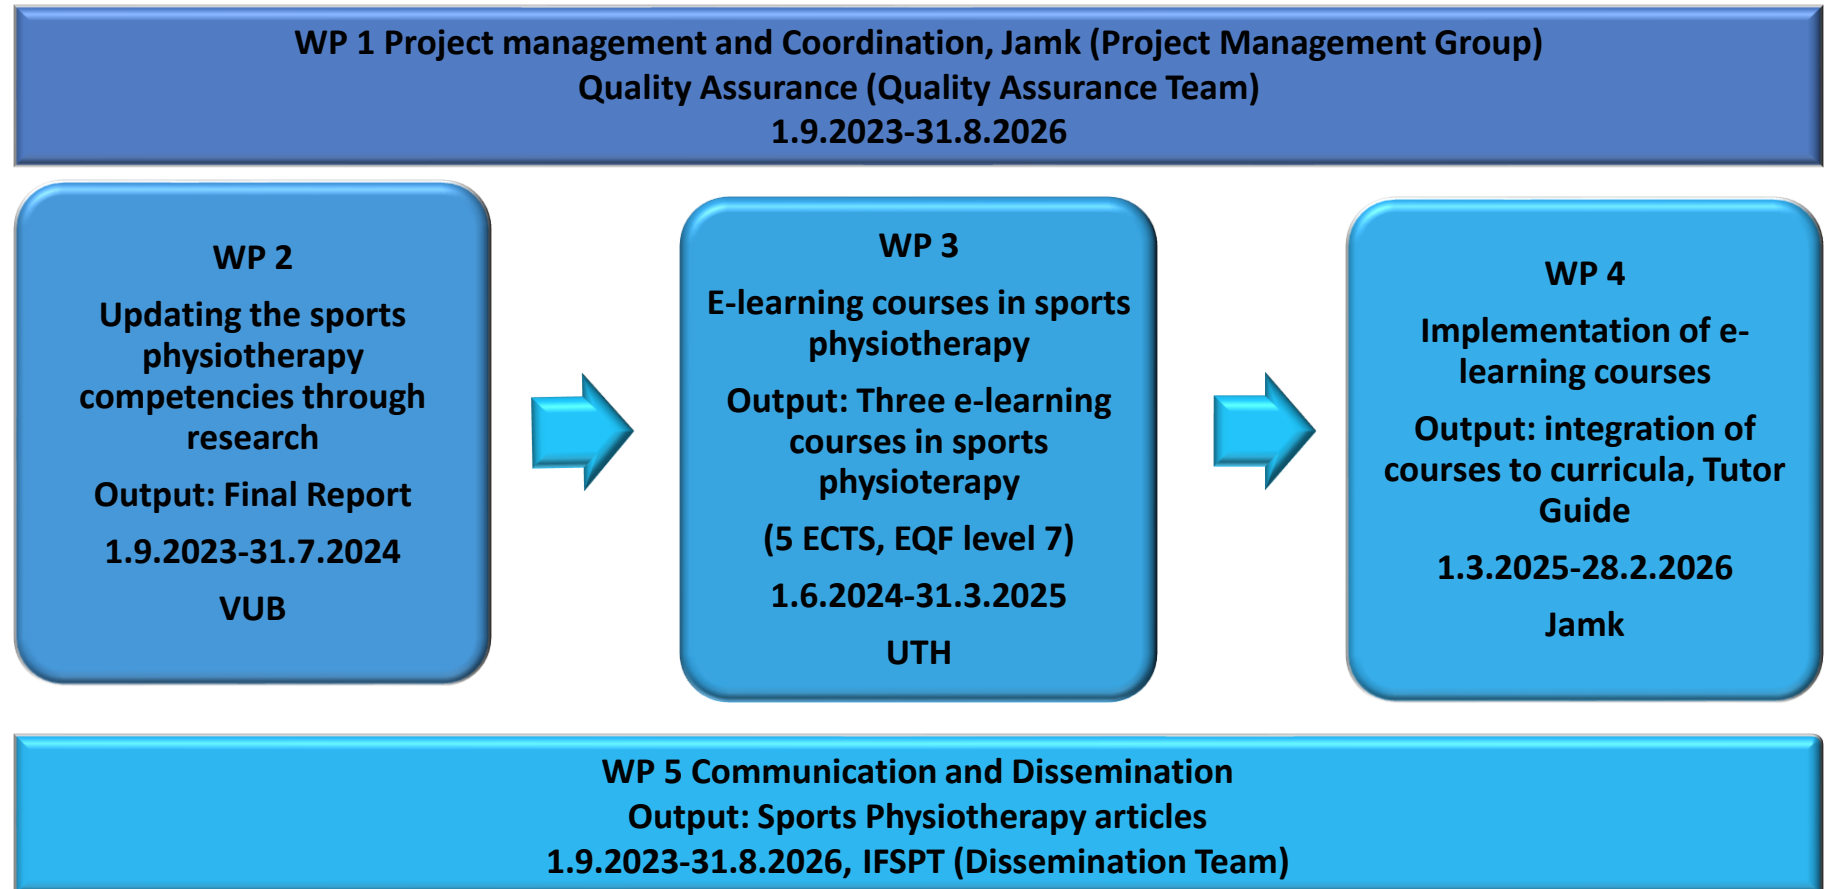 WP 1 Project management and Coordination, Jamk (Project Management Group)
Quality Assurance (Quality Assurance Team)
1.9.2023-31.8.2026
WP 2
Updating the sports
physiotherapy
competencies through
research
Output: Final Report
1.9.2023-31.7.2024
VUB
WP 3
E-learning courses in sports
physiotherapy
Output: Three e-learning
courses in sports
physioterapy
(5 ECTS, EQF level 7)
1.6.2024-31.3.2025
UTH
WP 4
Implementation of e-
learning courses
Output: integration of
courses to curricula, Tutor
Guide
1.3.2025-28.2.2026
Jamk
WP 5 Communication and Dissemination
Output: Sports Physiotherapy articles
1.9.2023-31.8.2026, IFSPT (Dissemination Team)